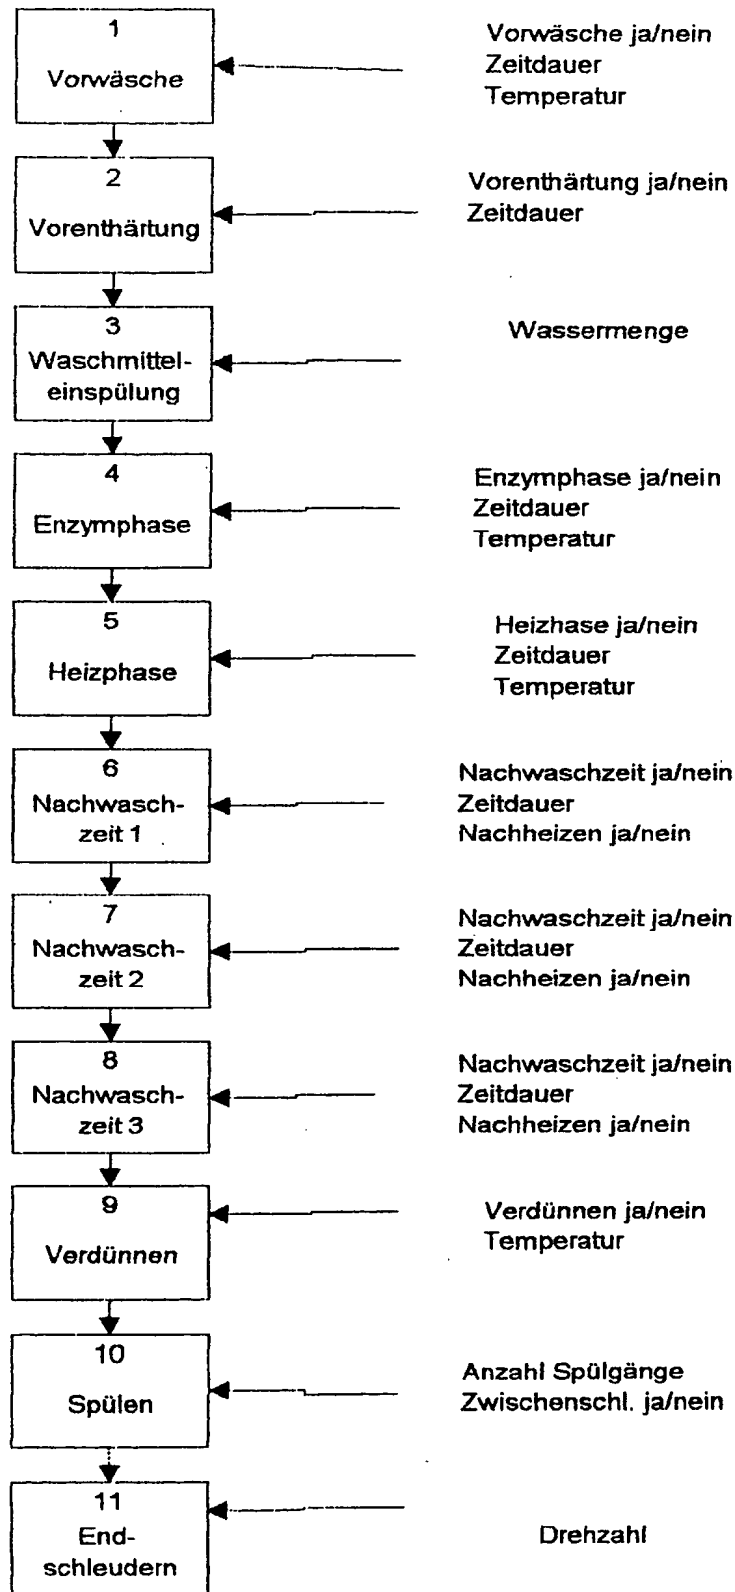 1
Vorwäsche
Vorwäsche ja/nein
Zeitdauer
Temperatur
2
Vorenthärtung
Vorenthärtung ja/nein
Zeitdauer
3
Waschmittel-
einspülung
Wassermenge
4
Enzymphase
Enzymphase ja/nein
Zeitdauer
Temperatur
5
Heizphase
Heizhase ja/nein
Zeitdauer
Temperatur
6
Nachwasch-
zeit 1
Nachwaschzeit ja/nein
Zeitdauer
Nachheizen ja/nein
7
Nachwasch-
zeit 2
Nachwaschzeit ja/nein
Zeitdauer
Nachheizen ja/nein
8
Nachwasch-
zeit 3
Nachwaschzeit ja/nein
Zeitdauer
Nachheizen ja/nein
9
Verdünnen
Verdünnen ja/nein
Temperatur
10
Spülen
Anzahl Spülgänge
Zwischenschl. ja/nein
11
End-
schleudern
Drehzahl